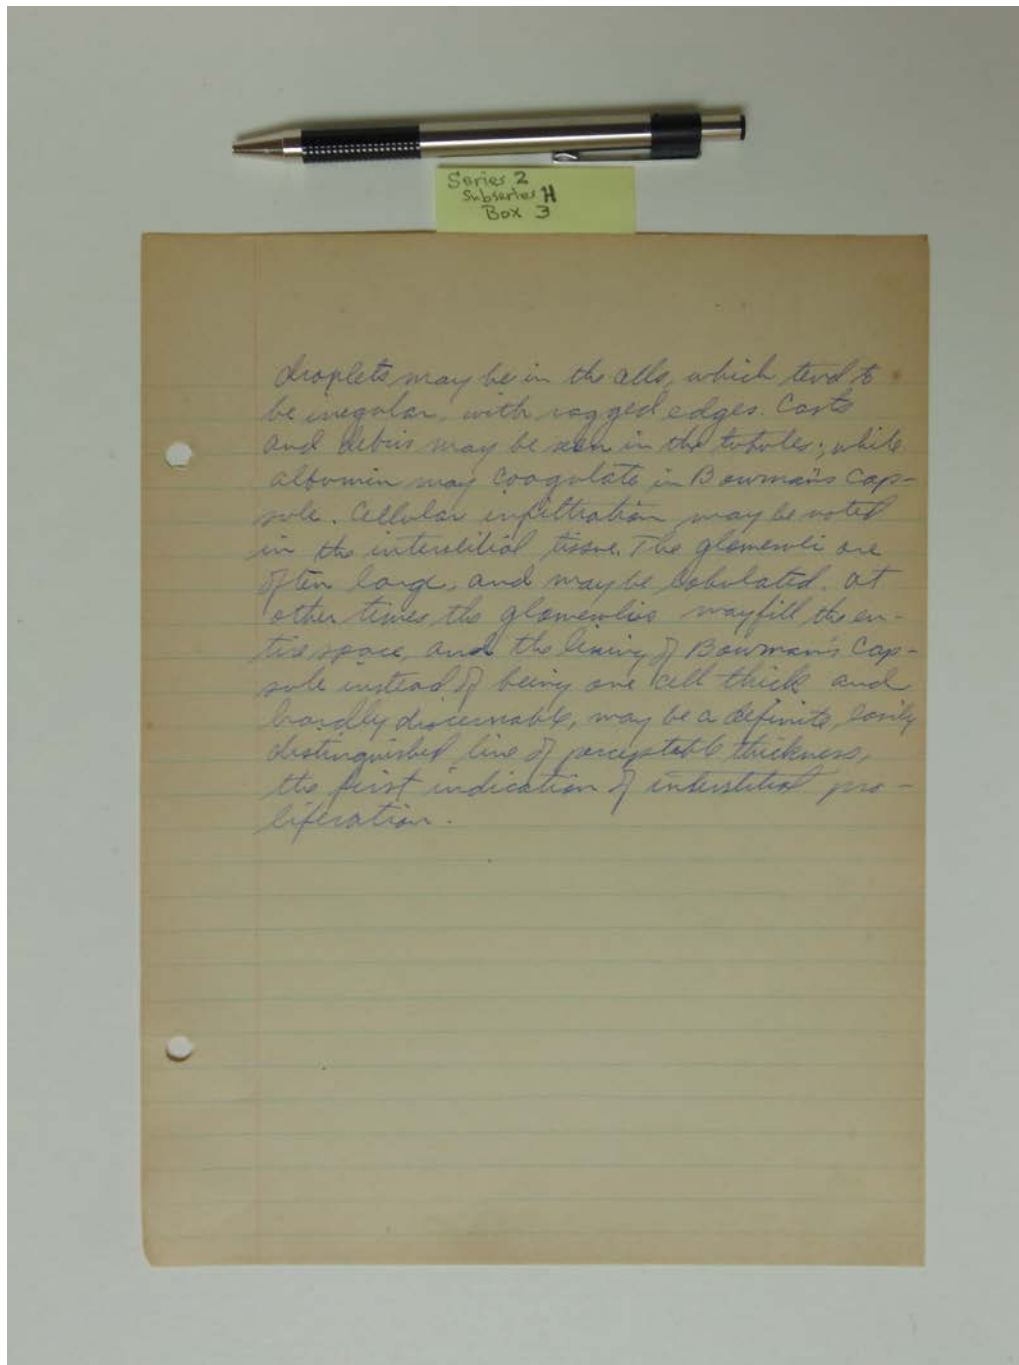 Series 2
Subseries H
Box 3
droplets may be in the cells, which tend to
be irregular, with ragged edges. Casts
and debris may be seen in the tubules; while
albumin may coagulate in Bowman's Cap-
sule. Cellular infiltration may be noted
in the interstitial tissue. The glomeruli are
often large, and may be lobulated. At
other times the glomerulus may fill the en-
tire space, and the lining of Bowman's Cap-
sule instead of being one cell thick and
hardly discernable, may be a definite, easily
distinguished line of perceptable thickness,
the first indication of interstitial pro-
liferation.